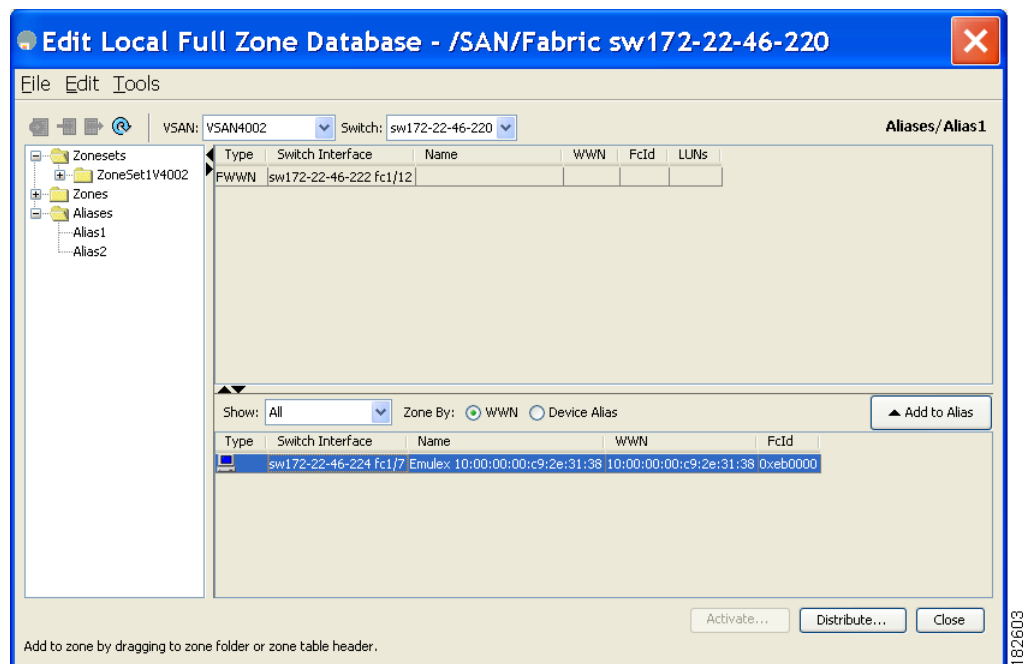 Edit Local Full Zone Database - /SAN/Fabric sw172-22-46-220
File Edit Tools
VSAN: VSAN4002 Switch: sw172-22-46-220 Aliases/Alias1
Zonesets
ZoneSet1V4002
Zones
Aliases
Alias1
Alias2
Type Switch Interface Name WWN FcId LUNs
FWWN sw172-22-46-222 fc1/12
Show: All Zone By: WWN Device Alias Add to Alias
Type Switch Interface Name WWN FcId
sw172-22-46-224 fc1/7 Emulex 10:00:00:00:c9:2e:31:38 10:00:00:00:c9:2e:31:38 0xeb0000
Activate... Distribute... Close
Add to zone by dragging to zone folder or zone table header.
182603